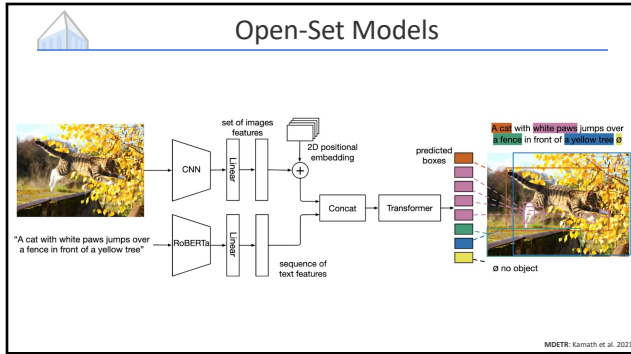 Open-Set Models
set of images
features
2D positional
embedding
CNN
Linear
+
predicted
boxes
A cat with white paws jumps over
a fence in front of a yellow tree ø
Concat
Transformer
"A cat with white paws jumps over
a fence in front of a yellow tree"
RoBERTa
Linear
sequence of
text features
ø no object
MDETR: Kamath et al. 2021